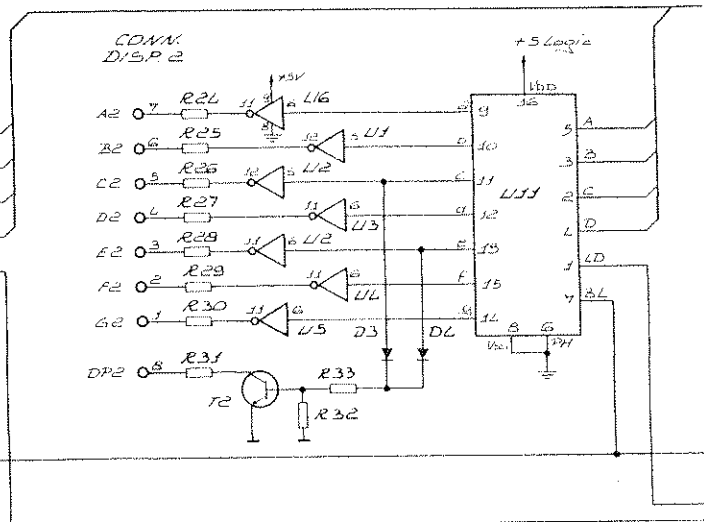 CONN.
DISP. 2
+5 Logic
+5V
VDD
16
A2 7 R24 11 9 8 6 U6 9
B2 6 R25 12 5 U1 b 10
C2 5 R26 12 5 U2 c 11
D2 4 R27 11 6 U3 d 12
E2 3 R28 11 6 U2 e 13
F2 2 R29 11 6 U4 f 15
G2 1 R30 11 6 U5 14
U11
5 A
3 B
2 C
4 D
1 LD
7 BL
8 6
PH
D3 D4
DP2 8 R31
R33
T2
R32